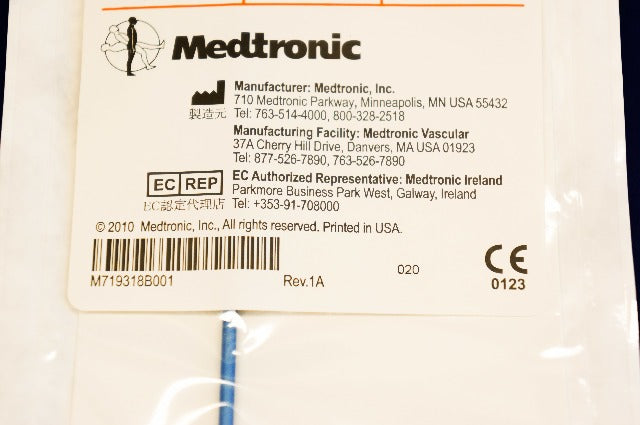 Medtronic
Manufacturer: Medtronic, Inc.
710 Medtronic Parkway, Minneapolis, MN USA 55432
製造元 Tel: 763-514-4000, 800-328-2518
Manufacturing Facility: Medtronic Vascular
37A Cherry Hill Drive, Danvers, MA USA 01923
Tel: 877-526-7890, 763-526-7890
EC REP EC Authorized Representative: Medtronic Ireland
Parkmore Business Park West, Galway, Ireland
EC認定代理店 Tel: +353-91-708000
© 2010 Medtronic, Inc., All rights reserved. Printed in USA.
M719318B001 Rev.1A 020 CE
0123